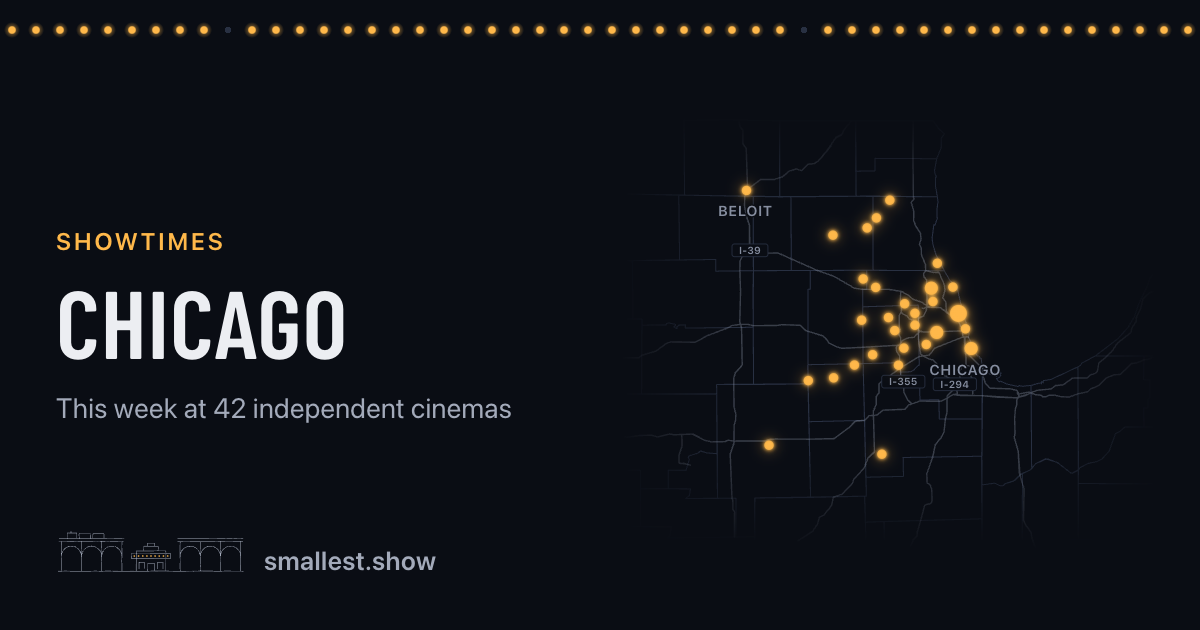 SHOWTIMES
CHICAGO
This week at 42 independent cinemas
smallest.show
BELOIT
I-39
CHICAGO
I-355
I-294